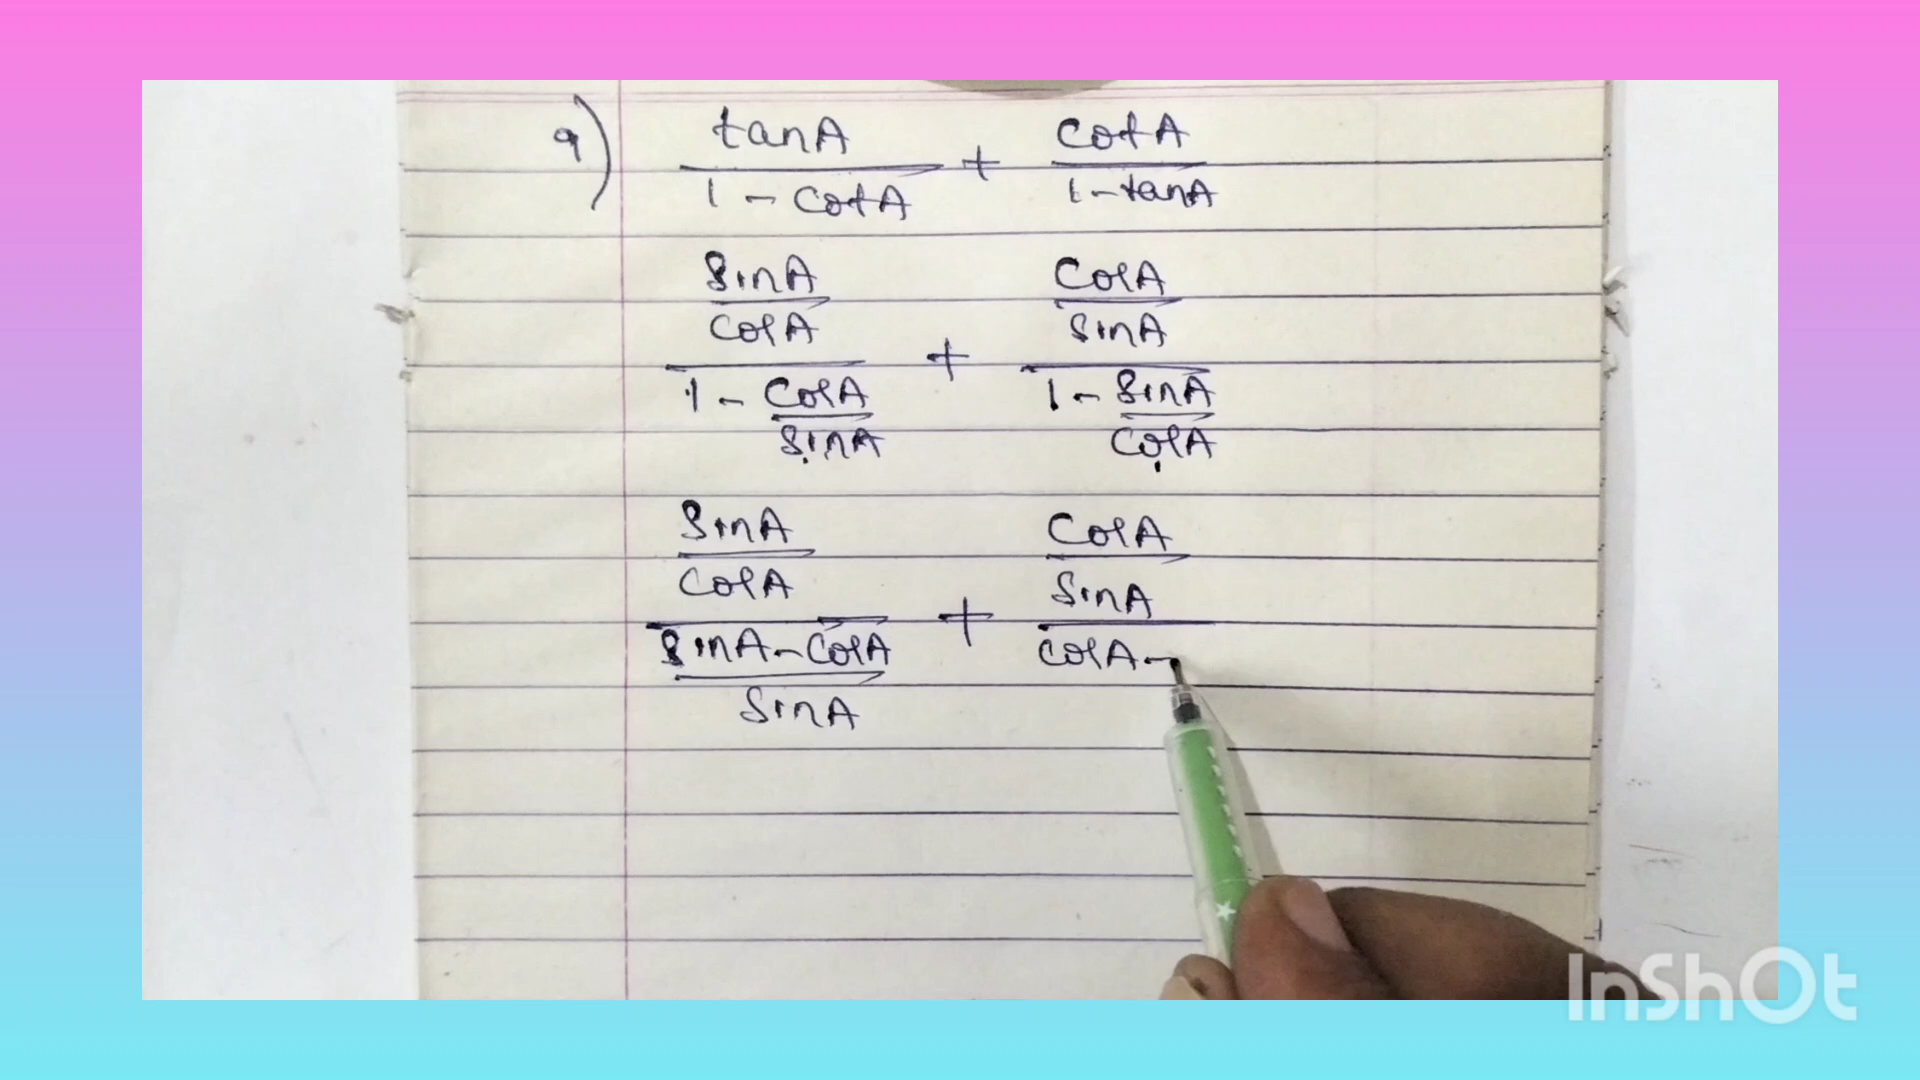 9) tanA/1-cotA + cotA/1-tanA
sinA/cosA/1-cosA/sinA + cosA/sinA/1-sinA/cosA
sinA/cosA/sinA-cosA/sinA + cosA/sinA/cosA-
InShOt